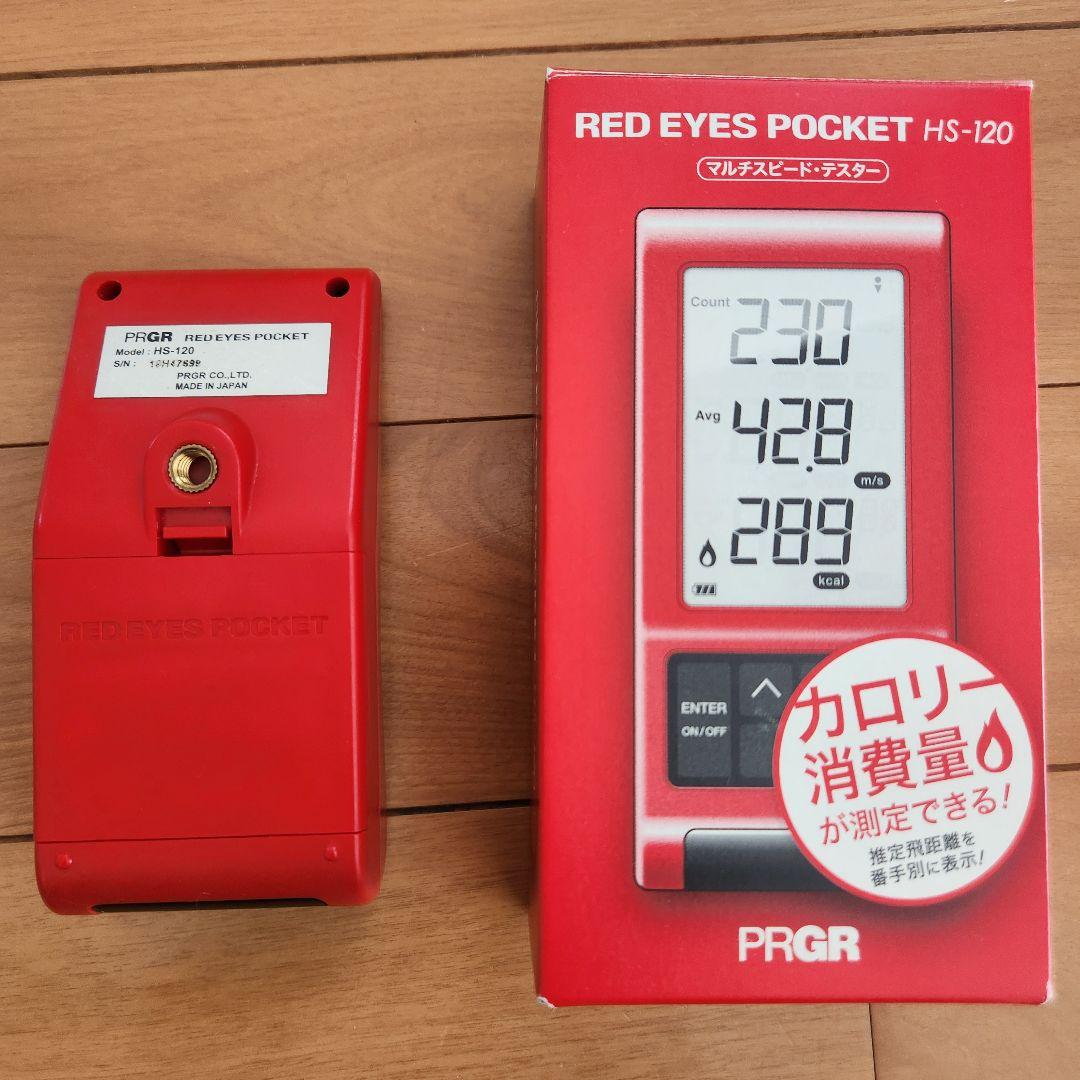 PRGR RED EYES POCKET
Model : HS-120
S/N :
PRGR CO.,LTD.
MADE IN JAPAN
RED EYES POCKET
RED EYES POCKET HS-120
マルチスピード・テスター
Count 230
Avg 42.8
m/s
289
kcal
ENTER
ON/OFF
カロリー
消費量
が測定できる!
推定飛距離を
番手別に表示!
PRGR